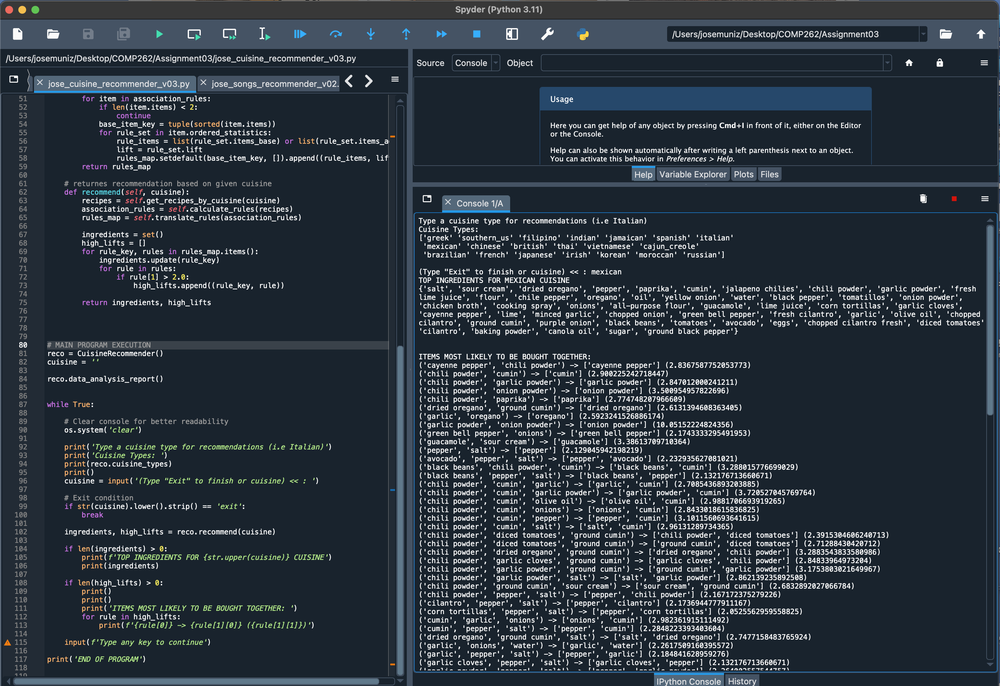 Spyder (Python 3.11)
/Users/josemuniz/Desktop/COMP262/Assignment03
/Users/josemuniz/Desktop/COMP262/Assignment03/jose_cuisine_recommender_v03.py
jose_cuisine_recommender_v03.py
jose_songs_recommender_v02.
51 for item in association_rules:
52 if len(item.items) < 2:
53 continue
54 base_item_key = tuple(sorted(item.items))
55 for rule_set in item.ordered_statistics:
56 rule_items = list(rule_set.items_base) or list(rule_set.items_a
57 lift = rule_set.lift
58 rules_map.setdefault(base_item_key, []).append((rule_items, lif
59 return rules_map
60
61 # returnes recommendation based on given cuisine
62 def recommend(self, cuisine):
63 recipes = self.get_recipes_by_cuisine(cuisine)
64 association_rules = self.calculate_rules(recipes)
65 rules_map = self.translate_rules(association_rules)
66
67 ingredients = set()
68 high_lifts = []
69 for rule_key, rules in rules_map.items():
70 ingredients.update(rule_key)
71 for rule in rules:
72 if rule[1] > 2.0:
73 high_lifts.append((rule_key, rule))
74
75 return ingredients, high_lifts
76
77
78
79
80 # MAIN PROGRAM EXECUTION
81 reco = CuisineRecommender()
82 cuisine = ''
83
84 reco.data_analysis_report()
85
86
87 while True:
88
89 # Clear console for better readability
90 os.system('clear')
91
92 print('Type a cuisine type for recommendations (i.e Italian)')
93 print('Cuisine Types: ')
94 print(reco.cuisine_types)
95 print()
96 cuisine = input('(Type "Exit" to finish or cuisine) << : ')
97
98 # Exit condition
99 if str(cuisine).lower().strip() == 'exit':
100 break
101
102 ingredients, high_lifts = reco.recommend(cuisine)
103
104 if len(ingredients) > 0:
105 print(f'TOP INGREDIENTS FOR {str.upper(cuisine)} CUISINE')
106 print(ingredients)
107
108 if len(high_lifts) > 0:
109 print()
110 print()
111 print('ITEMS MOST LIKELY TO BE BOUGHT TOGETHER: ')
112 for rule in high_lifts:
113 print(f'{rule[0]} -> {rule[1][0]} ({rule[1][1]})')
114
115 input(f'Type any key to continue')
116
117 print('END OF PROGRAM')
118
119
Source Console Object
Usage
Here you can get help of any object by pressing Cmd+I in front of it, either on the Editor
or the Console.
Help can also be shown automatically after writing a left parenthesis next to an object.
You can activate this behavior in Preferences > Help.
Help Variable Explorer Plots Files
Console 1/A
Type a cuisine type for recommendations (i.e Italian)
Cuisine Types:
['greek' 'southern_us' 'filipino' 'indian' 'jamaican' 'spanish' 'italian'
'mexican' 'chinese' 'british' 'thai' 'vietnamese' 'cajun_creole'
'brazilian' 'french' 'japanese' 'irish' 'korean' 'moroccan' 'russian']
(Type "Exit" to finish or cuisine) << : mexican
TOP INGREDIENTS FOR MEXICAN CUISINE
{'salt', 'sour cream', 'dried oregano', 'pepper', 'paprika', 'cumin', 'jalapeno chilies', 'chili powder', 'garlic powder', 'fresh
lime juice', 'flour', 'chile pepper', 'oregano', 'oil', 'yellow onion', 'water', 'black pepper', 'tomatillos', 'onion powder',
'chicken broth', 'cooking spray', 'onions', 'all-purpose flour', 'guacamole', 'lime juice', 'corn tortillas', 'garlic cloves',
'cayenne pepper', 'lime', 'minced garlic', 'chopped onion', 'green bell pepper', 'fresh cilantro', 'garlic', 'olive oil', 'chopped
cilantro', 'ground cumin', 'purple onion', 'black beans', 'tomatoes', 'avocado', 'eggs', 'chopped cilantro fresh', 'diced tomatoes'
'cilantro', 'baking powder', 'canola oil', 'sugar', 'ground black pepper'}
ITEMS MOST LIKELY TO BE BOUGHT TOGETHER:
('cayenne pepper', 'chili powder') -> ['cayenne pepper'] (2.8367587752053773)
('chili powder', 'cumin') -> ['cumin'] (2.900225242718447)
('chili powder', 'garlic powder') -> ['garlic powder'] (2.847012000241211)
('chili powder', 'onion powder') -> ['onion powder'] (3.500954957822696)
('chili powder', 'paprika') -> ['paprika'] (2.774748207966609)
('dried oregano', 'ground cumin') -> ['dried oregano'] (2.6131394608363405)
('garlic', 'oregano') -> ['oregano'] (2.5923241526886174)
('garlic powder', 'onion powder') -> ['onion powder'] (10.05152224824356)
('green bell pepper', 'onions') -> ['green bell pepper'] (2.1743333295491953)
('guacamole', 'sour cream') -> ['guacamole'] (3.38613709710364)
('pepper', 'salt') -> ['pepper'] (2.129045942198219)
('avocado', 'pepper', 'salt') -> ['pepper', 'avocado'] (2.232935627081021)
('black beans', 'chili powder', 'cumin') -> ['black beans', 'cumin'] (3.288015776699029)
('black beans', 'pepper', 'salt') -> ['black beans', 'pepper'] (2.132176713660671)
('chili powder', 'cumin', 'garlic') -> ['garlic', 'cumin'] (2.7085436893203885)
('chili powder', 'cumin', 'garlic powder') -> ['garlic powder', 'cumin'] (3.720527045769764)
('chili powder', 'cumin', 'olive oil') -> ['olive oil', 'cumin'] (2.9881706693919265)
('chili powder', 'cumin', 'onions') -> ['onions', 'cumin'] (2.8433018615836825)
('chili powder', 'cumin', 'pepper') -> ['pepper', 'cumin'] (3.1011560693641615)
('chili powder', 'cumin', 'salt') -> ['salt', 'cumin'] (2.96131289734365)
('chili powder', 'diced tomatoes', 'ground cumin') -> ['chili powder', 'diced tomatoes'] (2.3915304606240713)
('chili powder', 'diced tomatoes', 'ground cumin') -> ['ground cumin', 'diced tomatoes'] (2.71288430420712)
('chili powder', 'dried oregano', 'ground cumin') -> ['dried oregano', 'chili powder'] (3.2883543833580986)
('chili powder', 'garlic cloves', 'ground cumin') -> ['garlic cloves', 'chili powder'] (2.84833964973204)
('chili powder', 'garlic powder', 'ground cumin') -> ['ground cumin', 'garlic powder'] (3.1753803021649967)
('chili powder', 'garlic powder', 'salt') -> ['salt', 'garlic powder'] (2.862139235892508)
('chili powder', 'ground cumin', 'sour cream') -> ['sour cream', 'ground cumin'] (2.6832892027066784)
('chili powder', 'pepper', 'salt') -> ['pepper', 'chili powder'] (2.167172375279226)
('cilantro', 'pepper', 'salt') -> ['pepper', 'cilantro'] (2.1736944777911167)
('corn tortillas', 'pepper', 'salt') -> ['pepper', 'corn tortillas'] (2.0525562959558825)
('cumin', 'garlic', 'onions') -> ['onions', 'cumin'] (2.982361915111492)
('cumin', 'pepper', 'salt') -> ['pepper', 'cumin'] (2.2848223393403604)
('dried oregano', 'ground cumin', 'salt') -> ['salt', 'dried oregano'] (2.7477158483765924)
('garlic', 'onions', 'water') -> ['garlic', 'water'] (2.2617509160395572)
('garlic', 'pepper', 'salt') -> ['pepper', 'garlic'] (2.184841628959276)
('garlic cloves', 'pepper', 'salt') -> ['garlic cloves', 'pepper'] (2.132176713660671)
IPython Console History